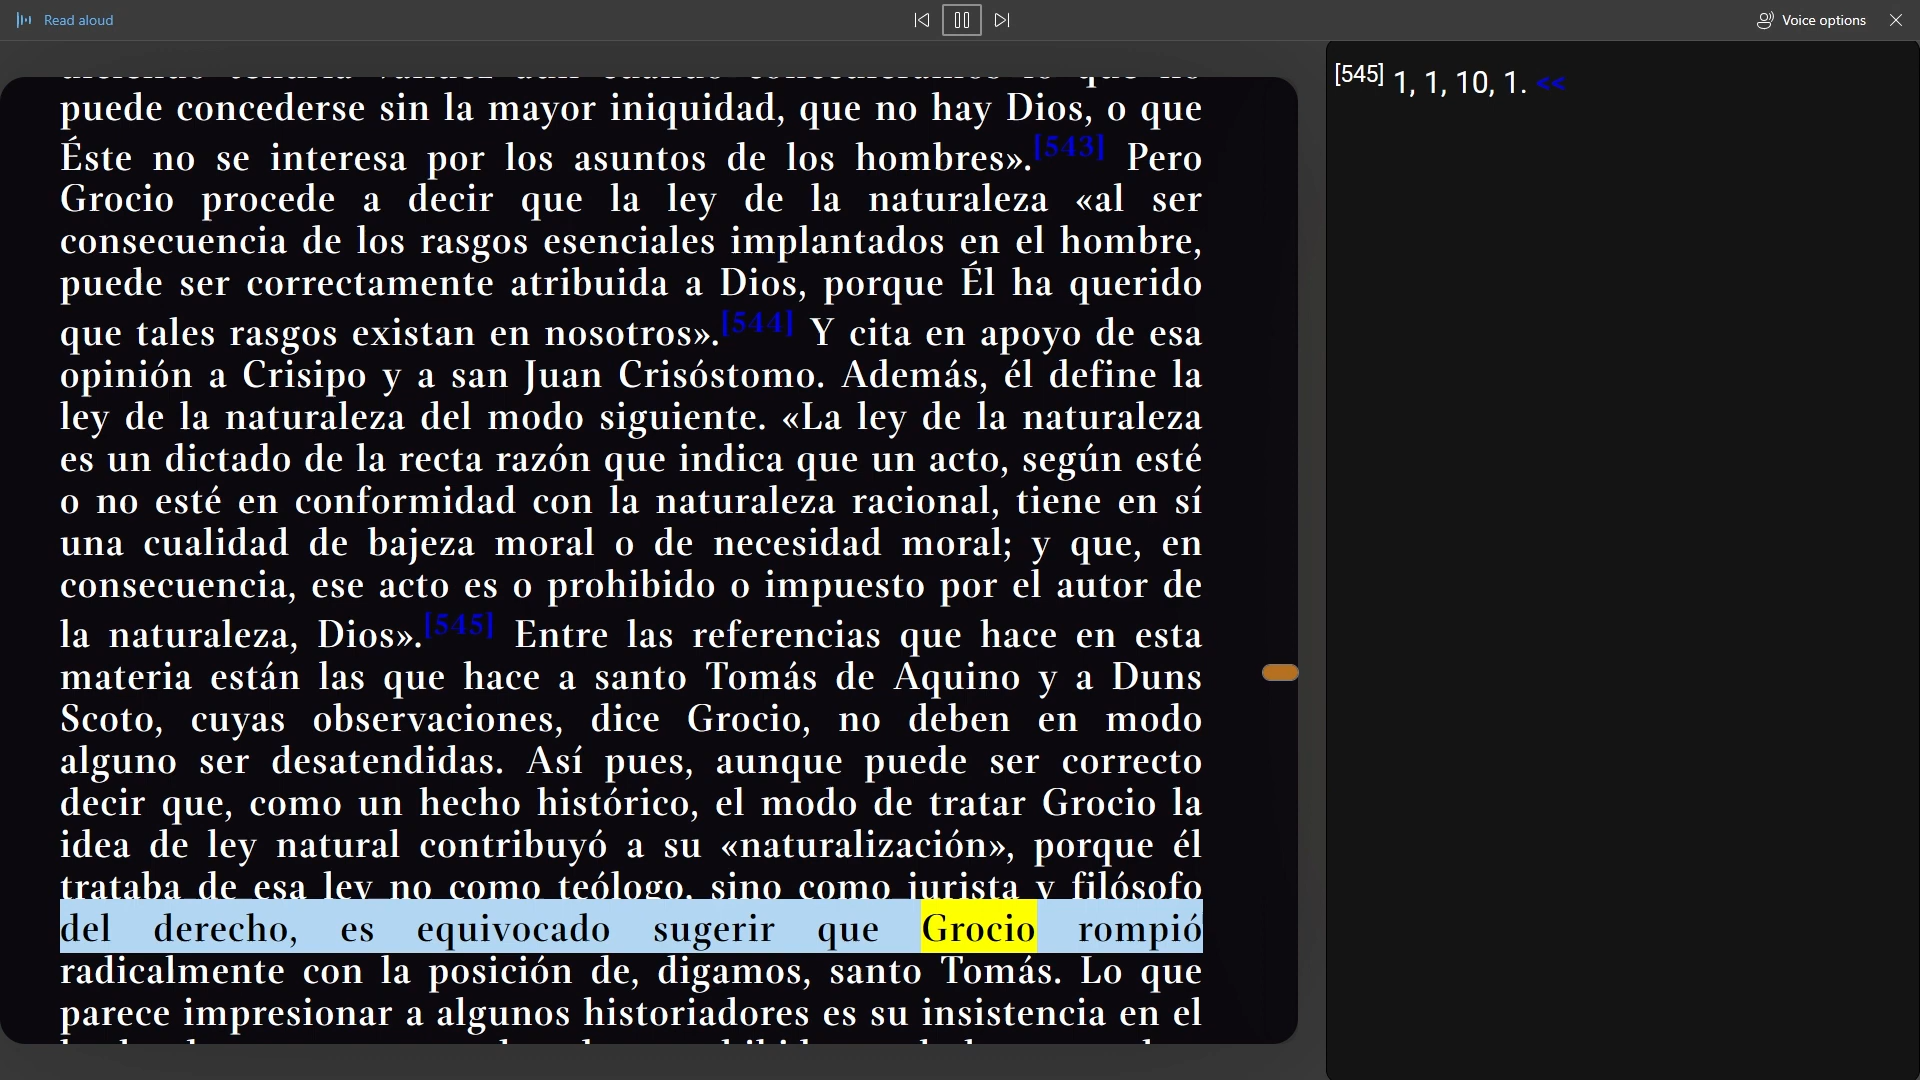 Read aloud
Voice options
puede concederse sin la mayor iniquidad, que no hay Dios, o que
Éste no se interesa por los asuntos de los hombres».[543] Pero
Grocio procede a decir que la ley de la naturaleza «al ser
consecuencia de los rasgos esenciales implantados en el hombre,
puede ser correctamente atribuida a Dios, porque Él ha querido
que tales rasgos existan en nosotros».[544] Y cita en apoyo de esa
opinión a Crisipo y a san Juan Crisóstomo. Además, él define la
ley de la naturaleza del modo siguiente. «La ley de la naturaleza
es un dictado de la recta razón que indica que un acto, según esté
o no esté en conformidad con la naturaleza racional, tiene en sí
una cualidad de bajeza moral o de necesidad moral; y que, en
consecuencia, ese acto es o prohibido o impuesto por el autor de
la naturaleza, Dios».[545] Entre las referencias que hace en esta
materia están las que hace a santo Tomás de Aquino y a Duns
Scoto, cuyas observaciones, dice Grocio, no deben en modo
alguno ser desatendidas. Así pues, aunque puede ser correcto
decir que, como un hecho histórico, el modo de tratar Grocio la
idea de ley natural contribuyó a su «naturalización», porque él
trataba de esa ley no como teólogo, sino como jurista y filósofo
del derecho, es equivocado sugerir que Grocio rompió
radicalmente con la posición de, digamos, santo Tomás. Lo que
parece impresionar a algunos historiadores es su insistencia en el
[545] 1, 1, 10, 1. <<